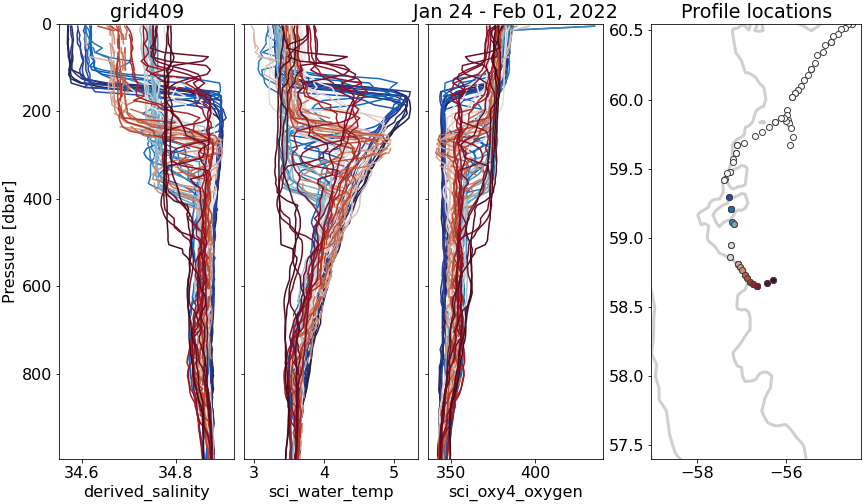 grid409
Jan 24 - Feb 01, 2022
Profile locations
Pressure [dbar]
0
200
400
600
800
34.6 34.8
derived_salinity
3 4 5
sci_water_temp
350 400
sci_oxy4_oxygen
60.5
60.0
59.5
59.0
58.5
58.0
57.5
−58 −56